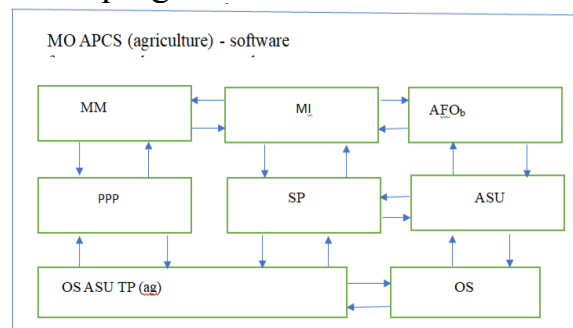 MO APCS (agriculture) - software
MM
MI
AFOb
PPP
SP
ASU
OS ASU TP (ag)
OS